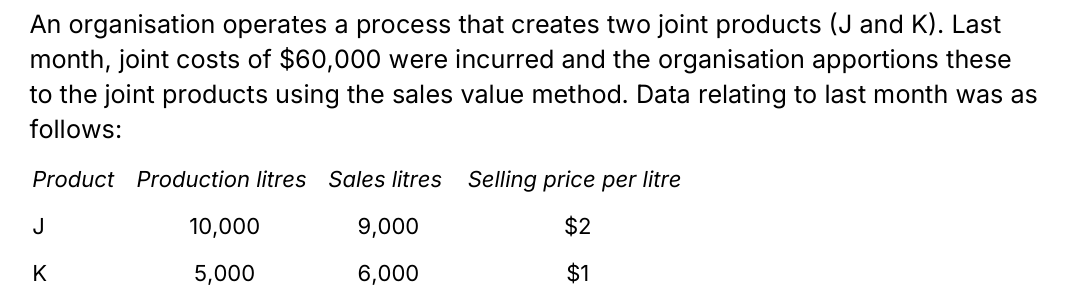 An organisation operates a process that creates two joint products (J and K). Last
month, joint costs of $60,000 were incurred and the organisation apportions these
to the joint products using the sales value method. Data relating to last month was as
follows:
Product Production litres Sales litres Selling price per litre
J 10,000 9,000 $2
K 5,000 6,000 $1